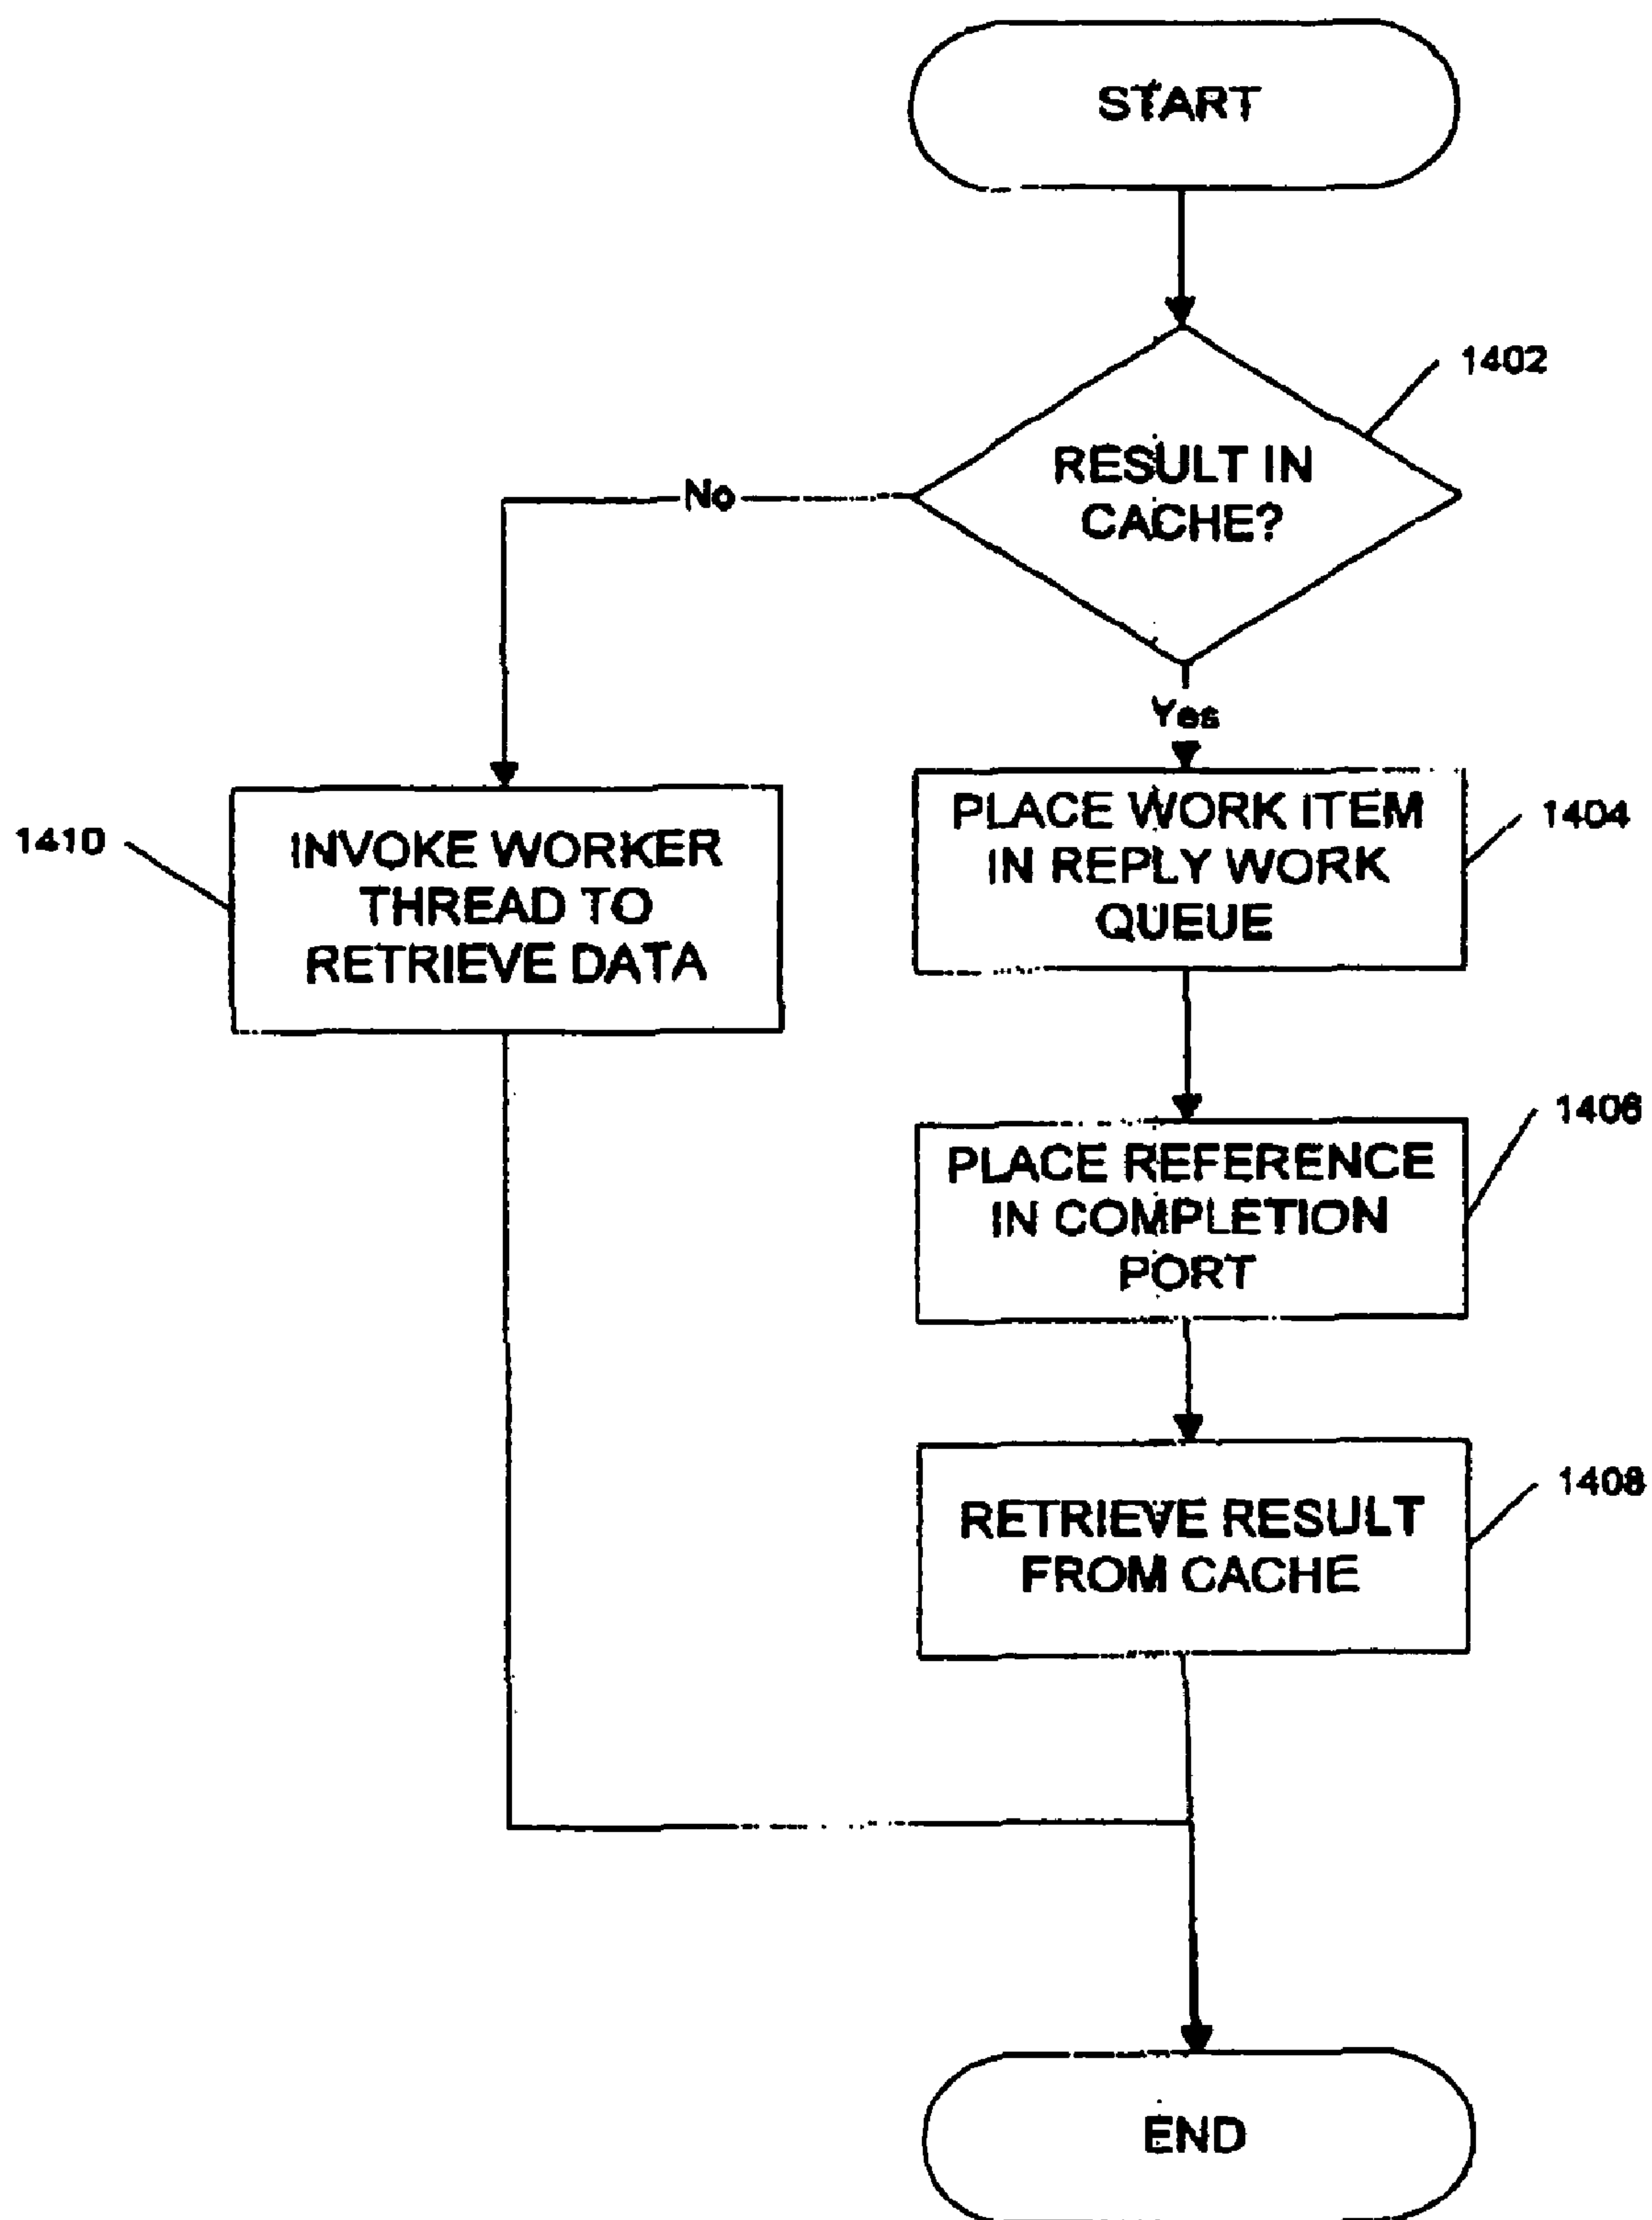 START
1402
RESULT IN
CACHE?
No
Yes
PLACE WORK ITEM
IN REPLY WORK
QUEUE
1404
1410
INVOKE WORKER
THREAD TO
RETRIEVE DATA
1406
PLACE REFERENCE
IN COMPLETION
PORT
1408
RETRIEVE RESULT
FROM CACHE
END